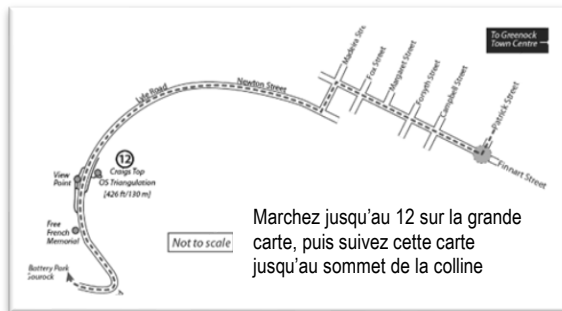 To Greenock
Town Centre
Madeira Stre
Fox Street
Margaret Street
Forsyth Street
Campbell Street
Patrick Street
Finnart Street
Newton Street
Lyle Road
12
Craigs Top
OS Triangulation
[426 ft/130 m]
View
Point
Free
French
Memorial
Not to scale
Battery Park
Gourock
Marchez jusqu'au 12 sur la grande
carte, puis suivez cette carte
jusqu'au sommet de la colline